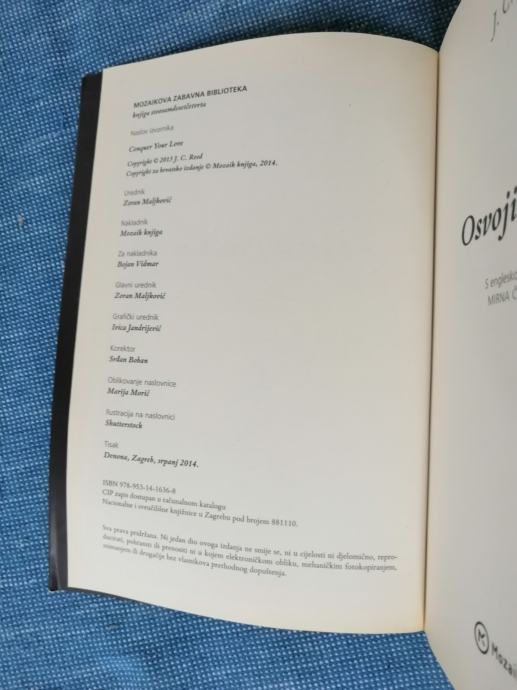 MOZAIKOVA ZABAVNA BIBLIOTEKA
knjiga stoosamdesetčetvrta
Naslov izvornika
Conquer Your Love
Copyright © 2013 J. C. Reed
Copyright za hrvatsko izdanje © Mozaik knjiga, 2014.
Urednik
Zoran Maljković
Nakladnik
Mozaik knjiga
Za nakladnika
Bojan Vidmar
Glavni urednik
Zoran Maljković
Grafički urednik
Ivica Jandrijević
Korektor
Srđan Boban
Oblikovanje naslovnice
Marija Morić
Ilustracija na naslovnici
Shutterstock
Tisak
Denona, Zagreb, srpanj 2014.
ISBN 978-953-14-1636-8
CIP zapis dostupan u računalnom katalogu
Nacionalne i sveučilišne knjižnice u Zagrebu pod brojem 881110.
Sva prava pridržana. Ni jedan dio ovoga izdanja ne smije se, ni u cijelosti ni djelomično, repro-
ducirati, pohraniti ili prenositi ni u kojem elektroničkom obliku, mehaničkim fotokopiranjem,
snimanjem ili drugačije bez vlasnikova prethodnog dopuštenja.
J. C.
Osvoji
S englesko
MIRNA Č
Mozai